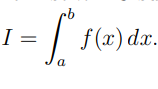 I = ∫_a^b f(x) dx.